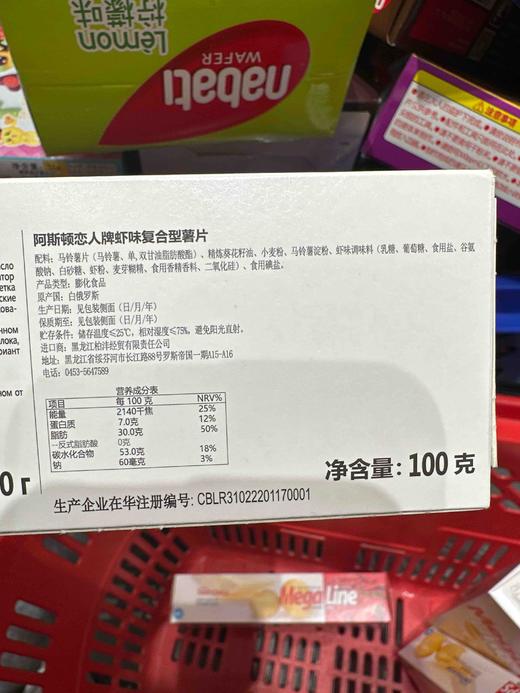 Lemon
柠檬味
nabati
WAFER
注意事项
阿斯顿恋人牌虾味复合型薯片
配料：马铃薯片（马铃薯、单,双甘油脂肪酸酯）、精炼葵花籽油、小麦粉、马铃薯淀粉、虾味调味料（乳糖、葡萄糖、食用盐、谷氨
酸钠、白砂糖、虾粉、麦芽糊精、食用香精香料、二氧化硅）、食用碘盐。
产品类型：膨化食品
原产国：白俄罗斯
生产日期：见包装侧面（日/月/年）
保质期至：见包装侧面（日/月/年）
贮存条件：储存温度≤25℃，相对湿度≤75%，避免阳光直射。
进口商：黑龙江柏沣经贸有限责任公司
地址：黑龙江省绥芬河市长江路88号罗斯帝国一期A15-A16
电话：0453-5647589
营养成分表
项目 每 100 克 NRV%
能量 2140千焦 25%
蛋白质 7.0克 12%
脂肪 30.0克 50%
--反式脂肪酸 0克
碳水化合物 53.0克 18%
钠 60毫克 3%
净含量：100 克
生产企业在华注册编号: CBLR31022201170001
0 г
MegaLine